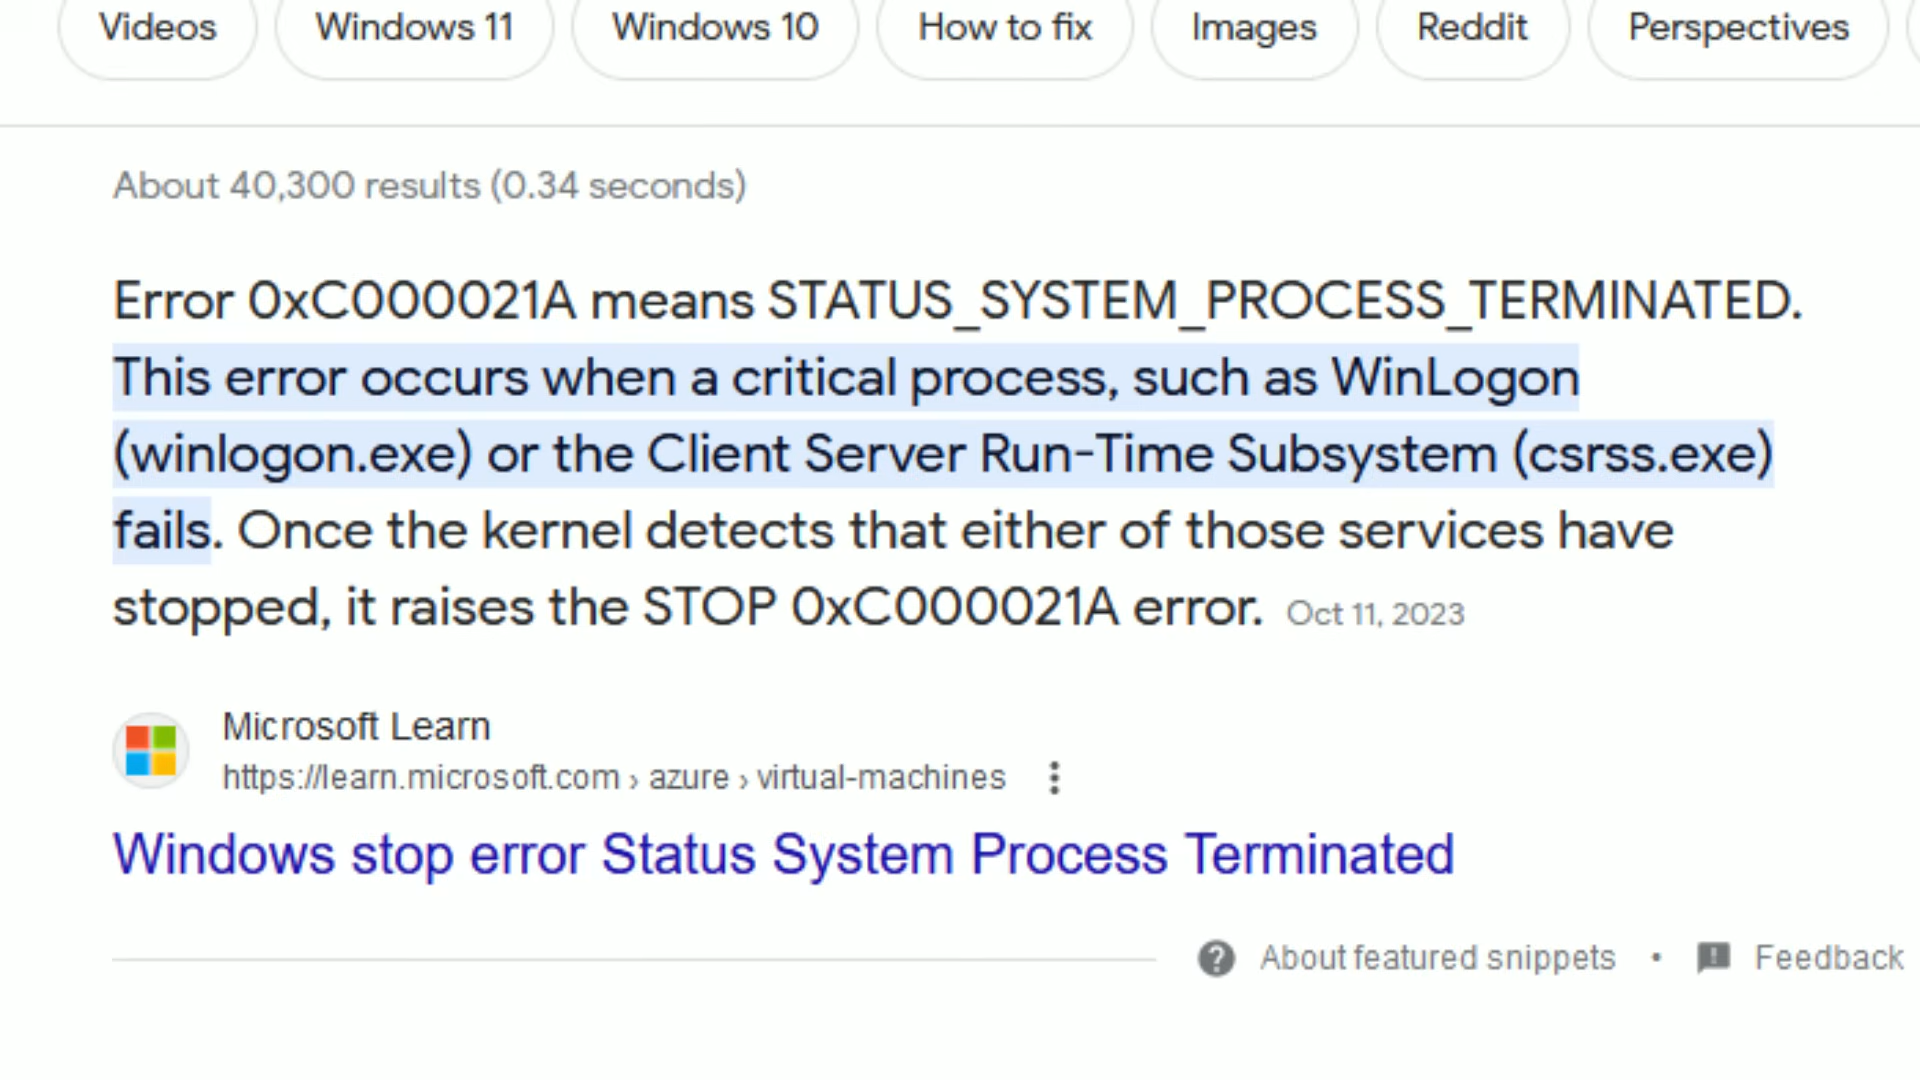 Videos Windows 11 Windows 10 How to fix Images Reddit Perspectives
About 40,300 results (0.34 seconds)
Error 0xC000021A means STATUS_SYSTEM_PROCESS_TERMINATED.
This error occurs when a critical process, such as WinLogon
(winlogon.exe) or the Client Server Run-Time Subsystem (csrss.exe)
fails. Once the kernel detects that either of those services have
stopped, it raises the STOP 0xC000021A error. Oct 11, 2023
Microsoft Learn
https://learn.microsoft.com › azure › virtual-machines
Windows stop error Status System Process Terminated
About featured snippets • Feedback